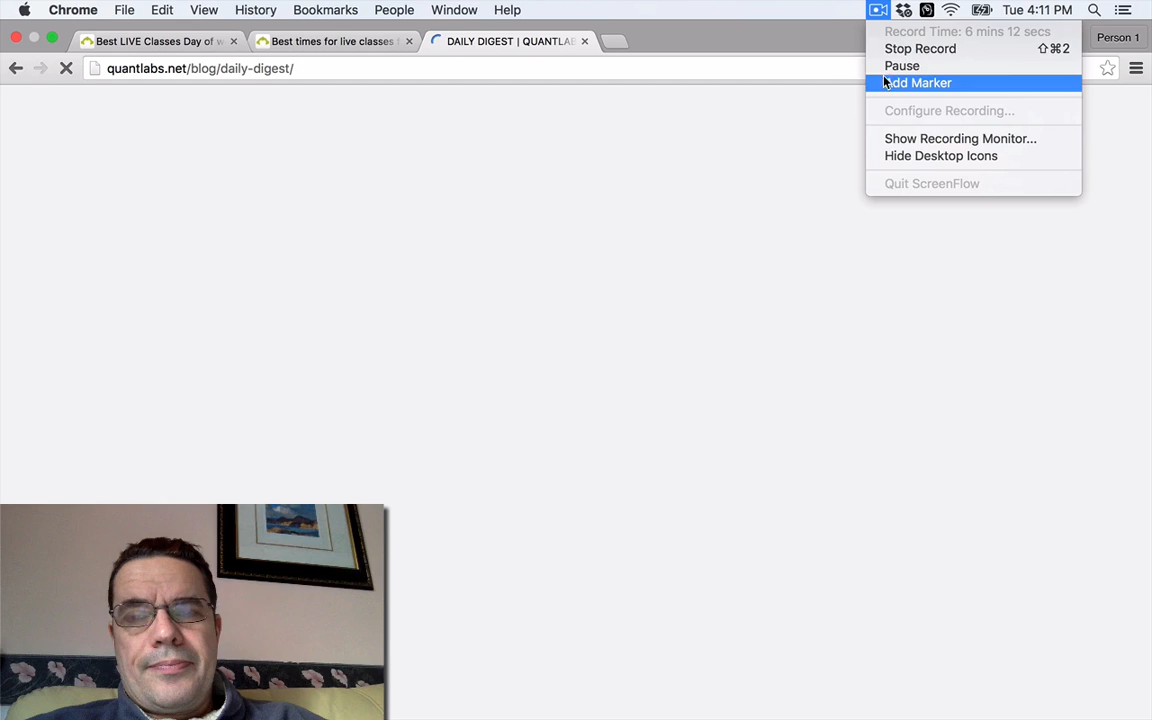 Chrome File Edit View History Bookmarks People Window Help Tue 4:11 PM
Best LIVE Classes Day of w Best times for live classes f DAILY DIGEST | QUANTLAB Person 1
quantlabs.net/blog/daily-digest/
Record Time: 6 mins 12 secs
Stop Record ⇧⌘2
Pause
Add Marker
Configure Recording...
Show Recording Monitor...
Hide Desktop Icons
Quit ScreenFlow